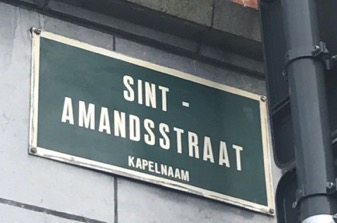 SINT -
AMANDSSTRAAT
KAPELNAAM